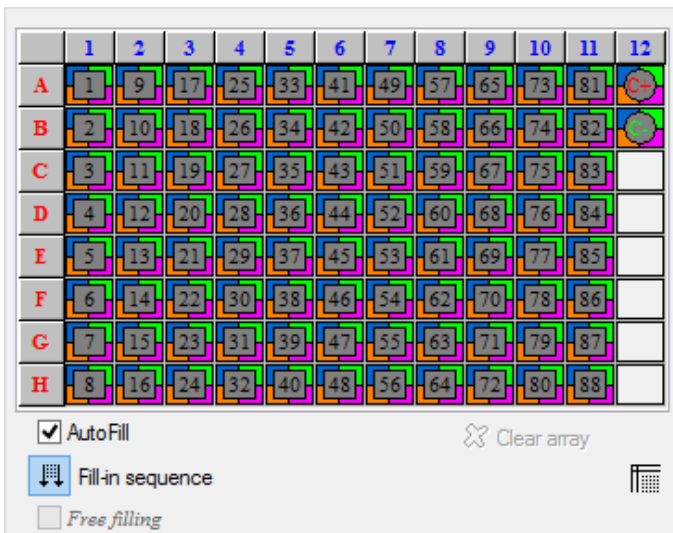 1 2 3 4 5 6 7 8 9 10 11 12
A 1 9 17 25 33 41 49 57 65 73 81 C+
B 2 10 18 26 34 42 50 58 66 74 82 C-
C 3 11 19 27 35 43 51 59 67 75 83
D 4 12 20 28 36 44 52 60 68 76 84
E 5 13 21 29 37 45 53 61 69 77 85
F 6 14 22 30 38 46 54 62 70 78 86
G 7 15 23 31 39 47 55 63 71 79 87
H 8 16 24 32 40 48 56 64 72 80 88
AutoFill Clear array
Fill-in sequence
Free filling